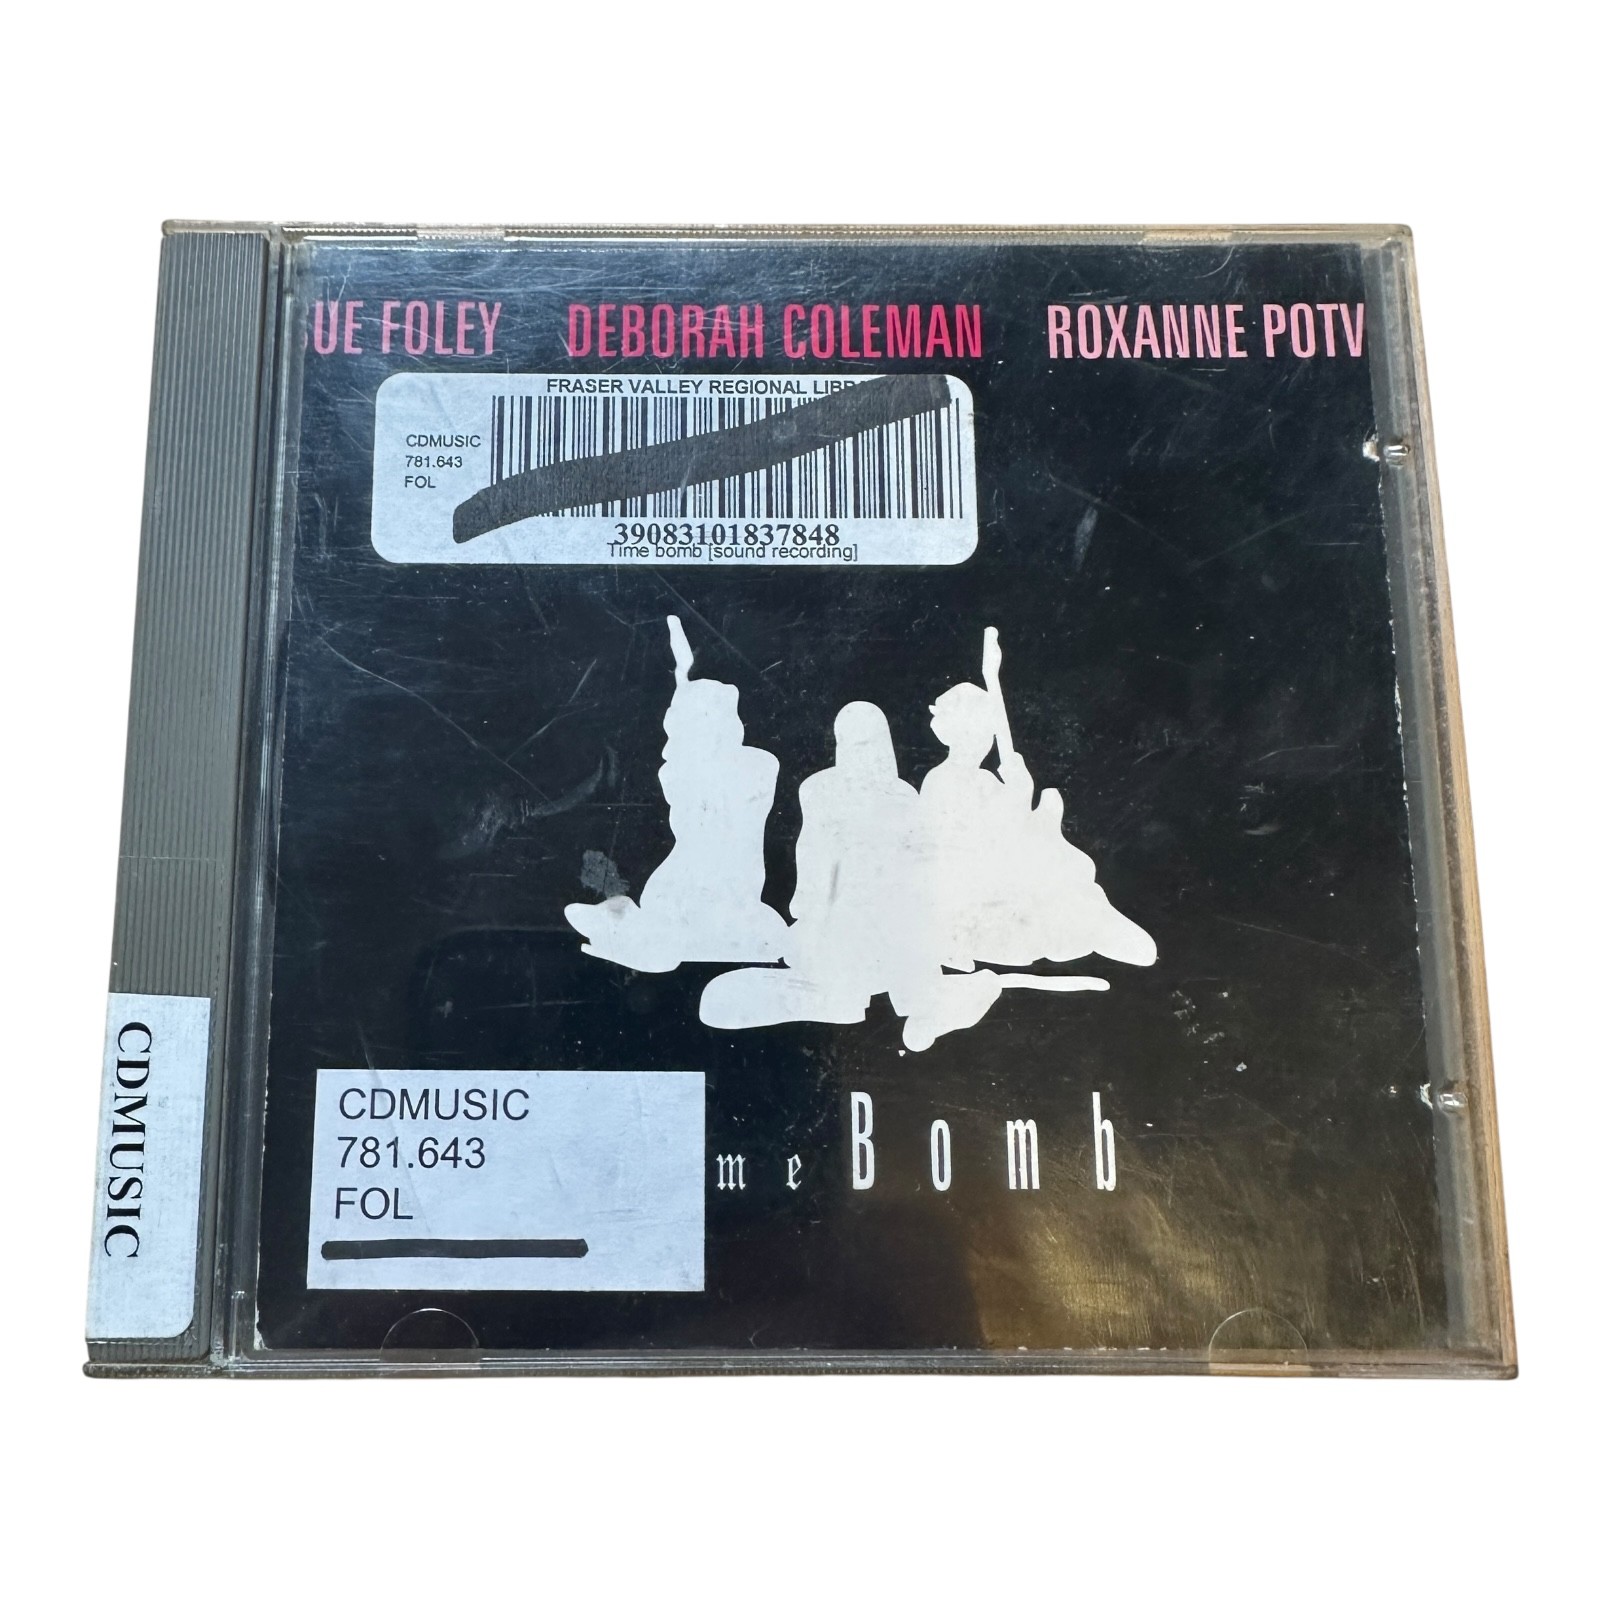 UE FOLEY DEBORAH COLEMAN ROXANNE POTV
FRASER VALLEY REGIONAL LIBRA
CDMUSIC
781.643
FOL
39083101837848
Time bomb [sound recording]
me Bomb
CDMUSIC
781.643
FOL
CDMUSIC